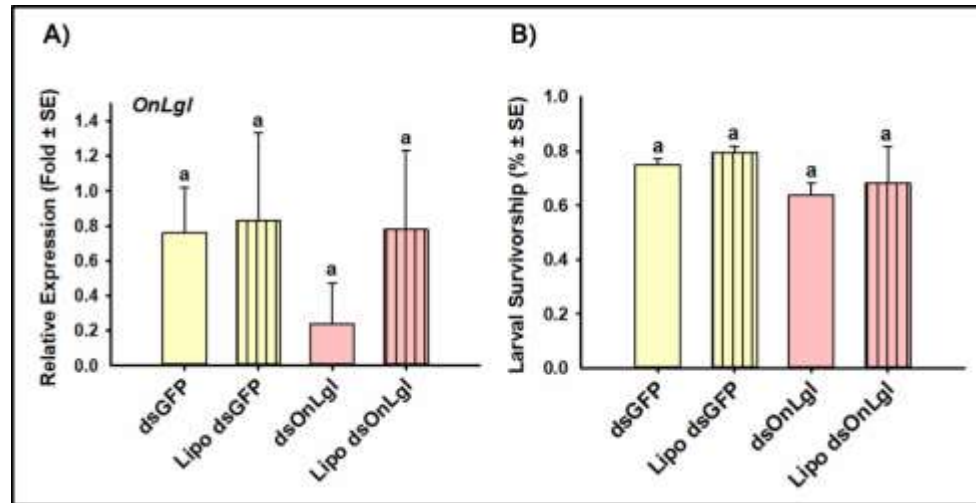 A)
OnLgl
Relative Expression (Fold ± SE)
1.4
1.2
1.0
0.8
0.6
0.4
0.2
0.0
a
a
a
a
dsGFP
Lipo dsGFP
dsOnLgl
Lipo dsOnLgl
B)
Larval Survivorship (% ± SE)
1.0
0.8
0.6
0.4
0.2
0.0
a
a
a
a
dsGFP
Lipo dsGFP
dsOnLgl
Lipo dsOnLgl